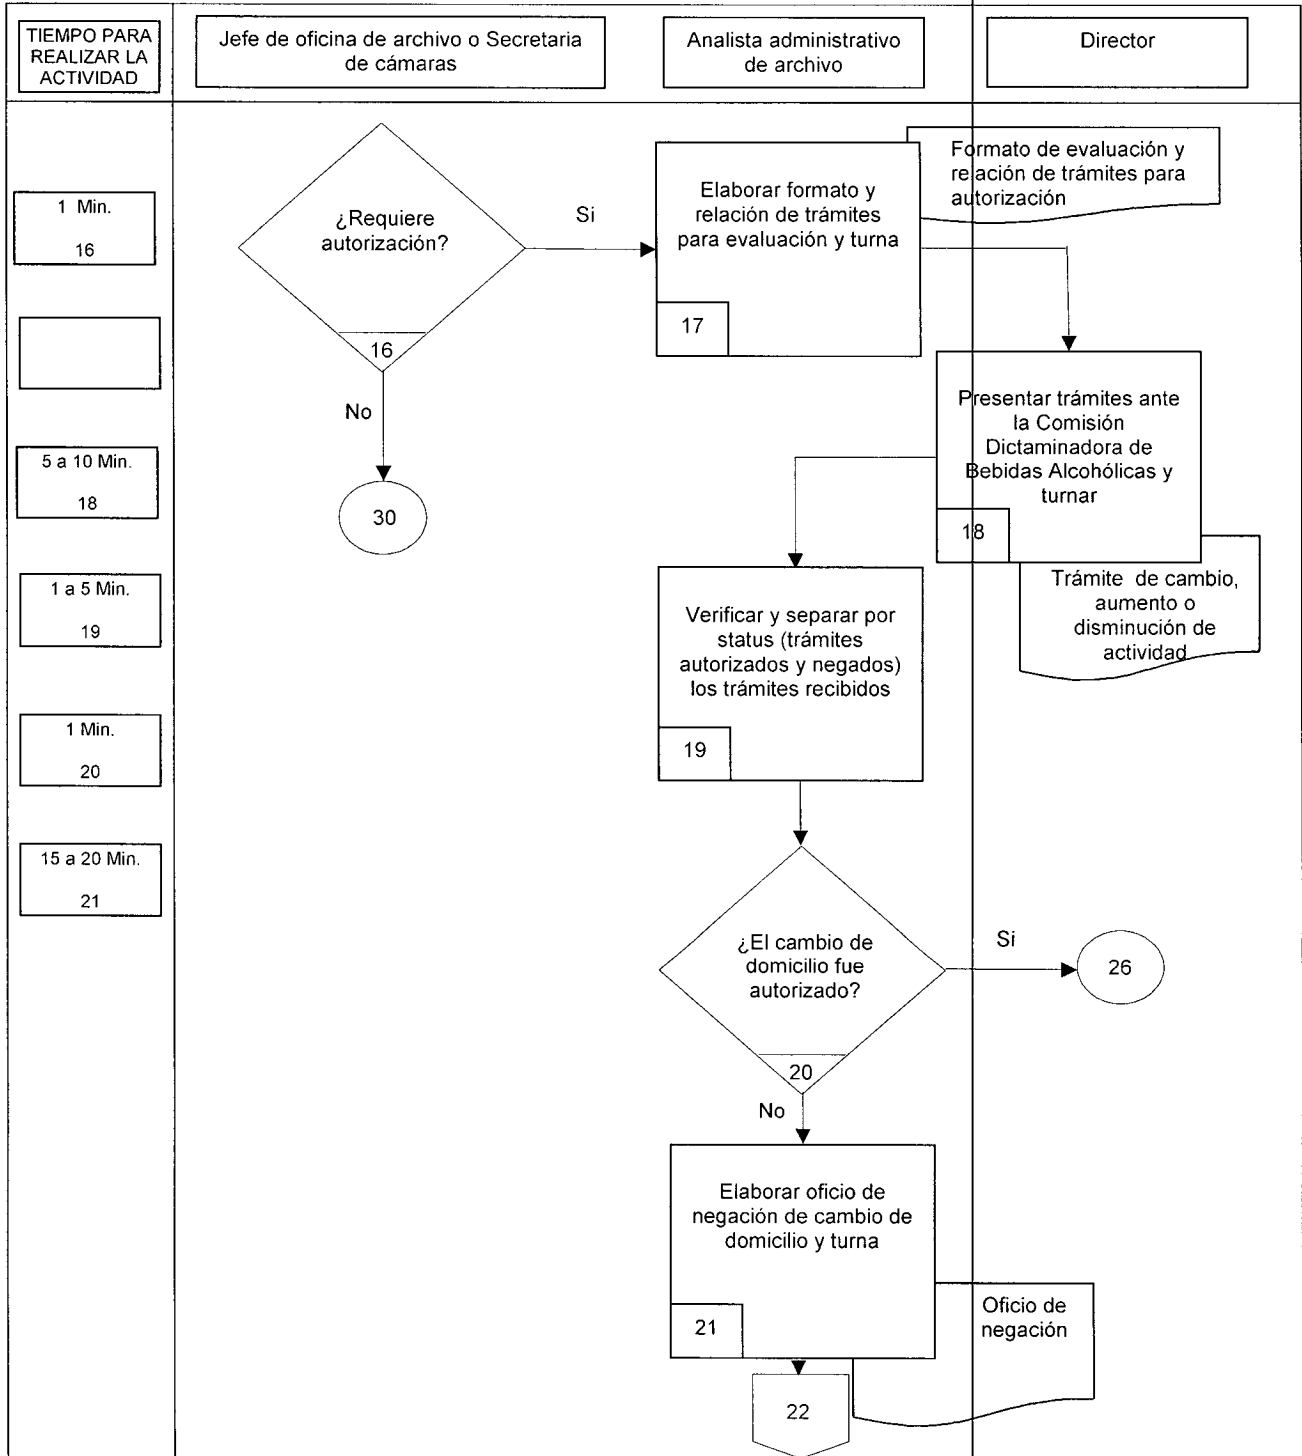 TIEMPO PARA
REALIZAR LA
ACTIVIDAD
Jefe de oficina de archivo o Secretaria
de cámaras
Analista administrativo
de archivo
Director
1 Min.
16
5 a 10 Min.
18
1 a 5 Min.
19
1 Min.
20
15 a 20 Min.
21
¿Requiere
autorización?
16
Si
No
30
Elaborar formato y
relación de trámites
para evaluación y turna
17
Formato de evaluación y
relación de trámites para
autorización
Presentar trámites ante
la Comisión
Dictaminadora de
Bebidas Alcohólicas y
turnar
18
Trámite de cambio,
aumento o
disminución de
actividad
Verificar y separar por
status (trámites
autorizados y negados)
los trámites recibidos
19
¿El cambio de
domicilio fue
autorizado?
20
Si
26
No
Elaborar oficio de
negación de cambio de
domicilio y turna
21
Oficio de
negación
22